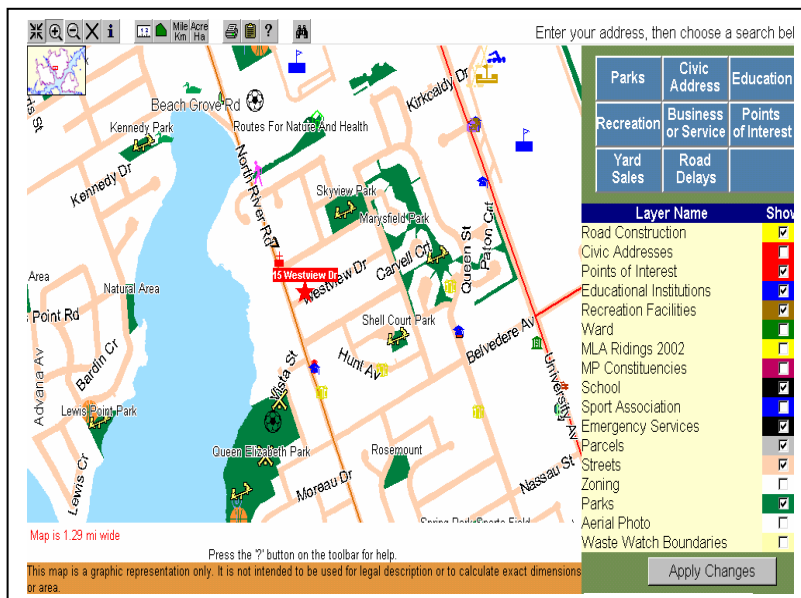 Mile Km
Acre Ha
?
Enter your address, then choose a search bel
Parks
Civic Address
Education
Recreation
Business or Service
Points of Interest
Yard Sales
Road Delays
Layer Name Show
Road Construction
Civic Addresses
Points of Interest
Educational Institutions
Recreation Facilities
Ward
MLA Ridings 2002
MP Constituencies
School
Sport Association
Emergency Services
Parcels
Streets
Zoning
Parks
Aerial Photo
Waste Watch Boundaries
Apply Changes
Beach Grove Rd
Kennedy Park
Kennedy Dr
Routes For Nature And Health
Kirkcaldy Dr
North River Rd
Skyview Park
Marysfield Park
Queen St
Paton Crt
15 Westview Dr
Westview Dr
Carvell Crt
Area
Natural Area
Point Rd
Bardin Cr
Advana Av
Shell Court Park
Belvedere Av
Hunt Av
Vista St
University Av
Lewis Point Park
Lewis Cr
Queen Elizabeth Park
Rosemount
Moreau Dr
Nassau St
Map is 1.29 mi wide
Press the '?' button on the toolbar for help.
This map is a graphic representation only. It is not intended to be used for legal description or to calculate exact dimensions
or area.